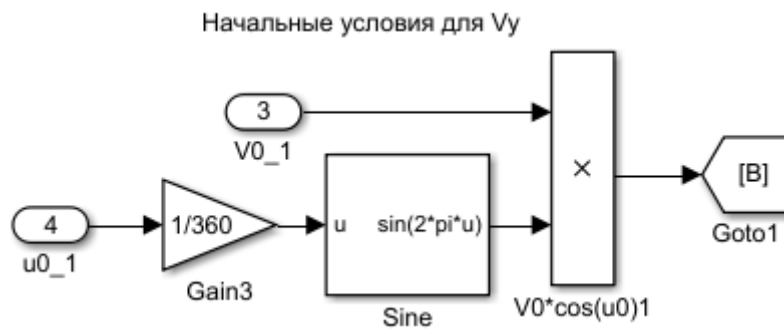 Начальные условия для Vy
3
V0_1
4
u0_1
1/360
Gain3
u sin(2*pi*u)
Sine
×
V0*cos(u0)1
[B]
Goto1